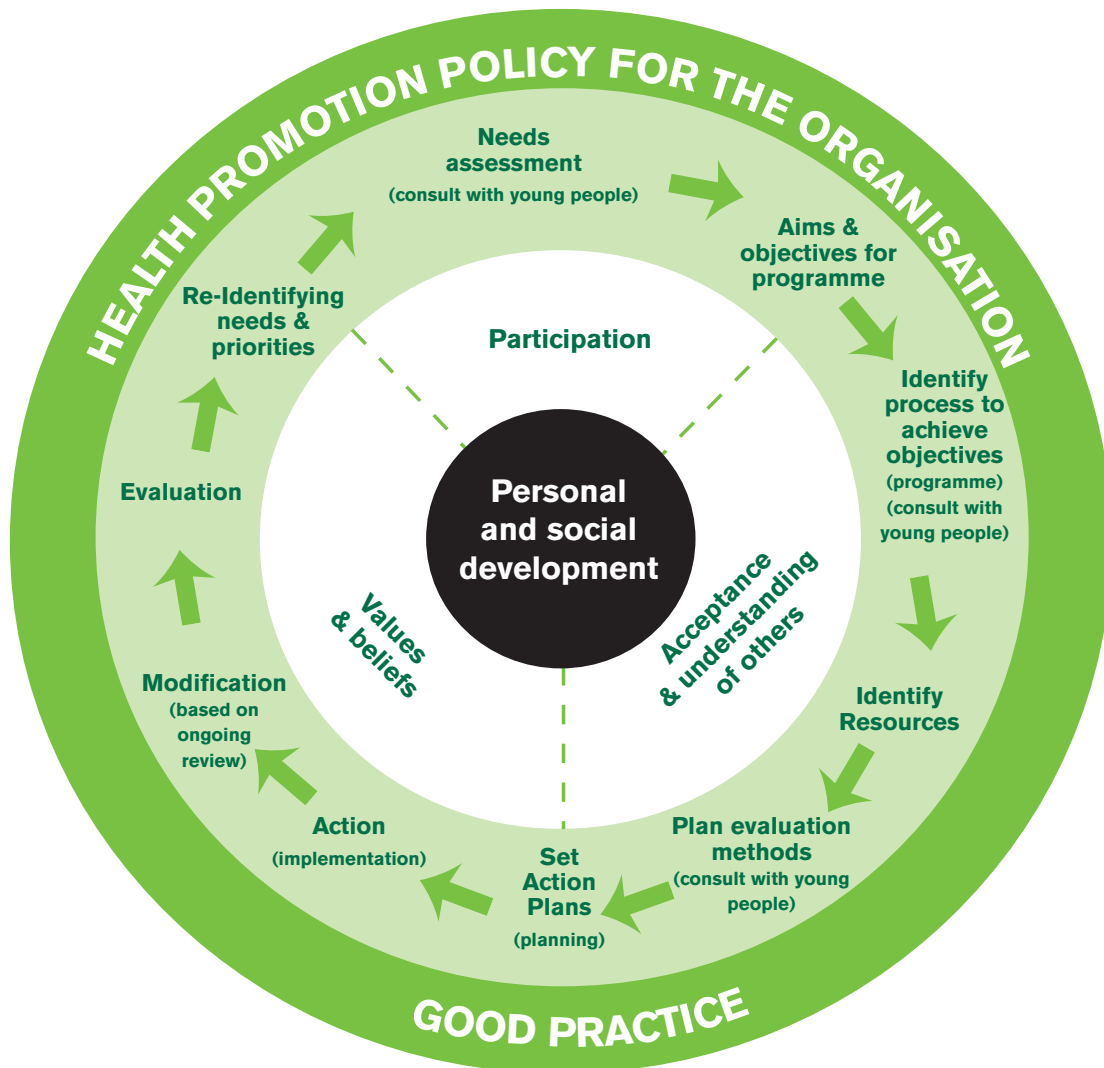 HEALTH PROMOTION POLICY FOR THE ORGANISATION
Needs
assessment
(consult with young people)
Aims &
objectives for
programme
Identify
process to
achieve
objectives
(programme)
(consult with
young people)
Identify
Resources
Plan evaluation
methods
(consult with young
people)
Set
Action
Plans
(planning)
Action
(implementation)
Modification
(based on
ongoing
review)
Evaluation
Re-Identifying
needs &
priorities
Participation
Acceptance
& understanding
of others
Values
& beliefs
Personal
and social
development
GOOD PRACTICE